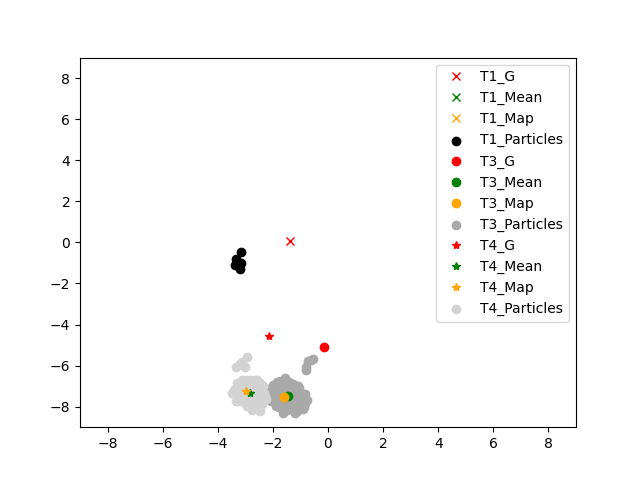 8
6
4
2
0
−2
−4
−6
−8
−8
−6
−4
−2
0
2
4
6
8
T1_G
T1_Mean
T1_Map
T1_Particles
T3_G
T3_Mean
T3_Map
T3_Particles
T4_G
T4_Mean
T4_Map
T4_Particles